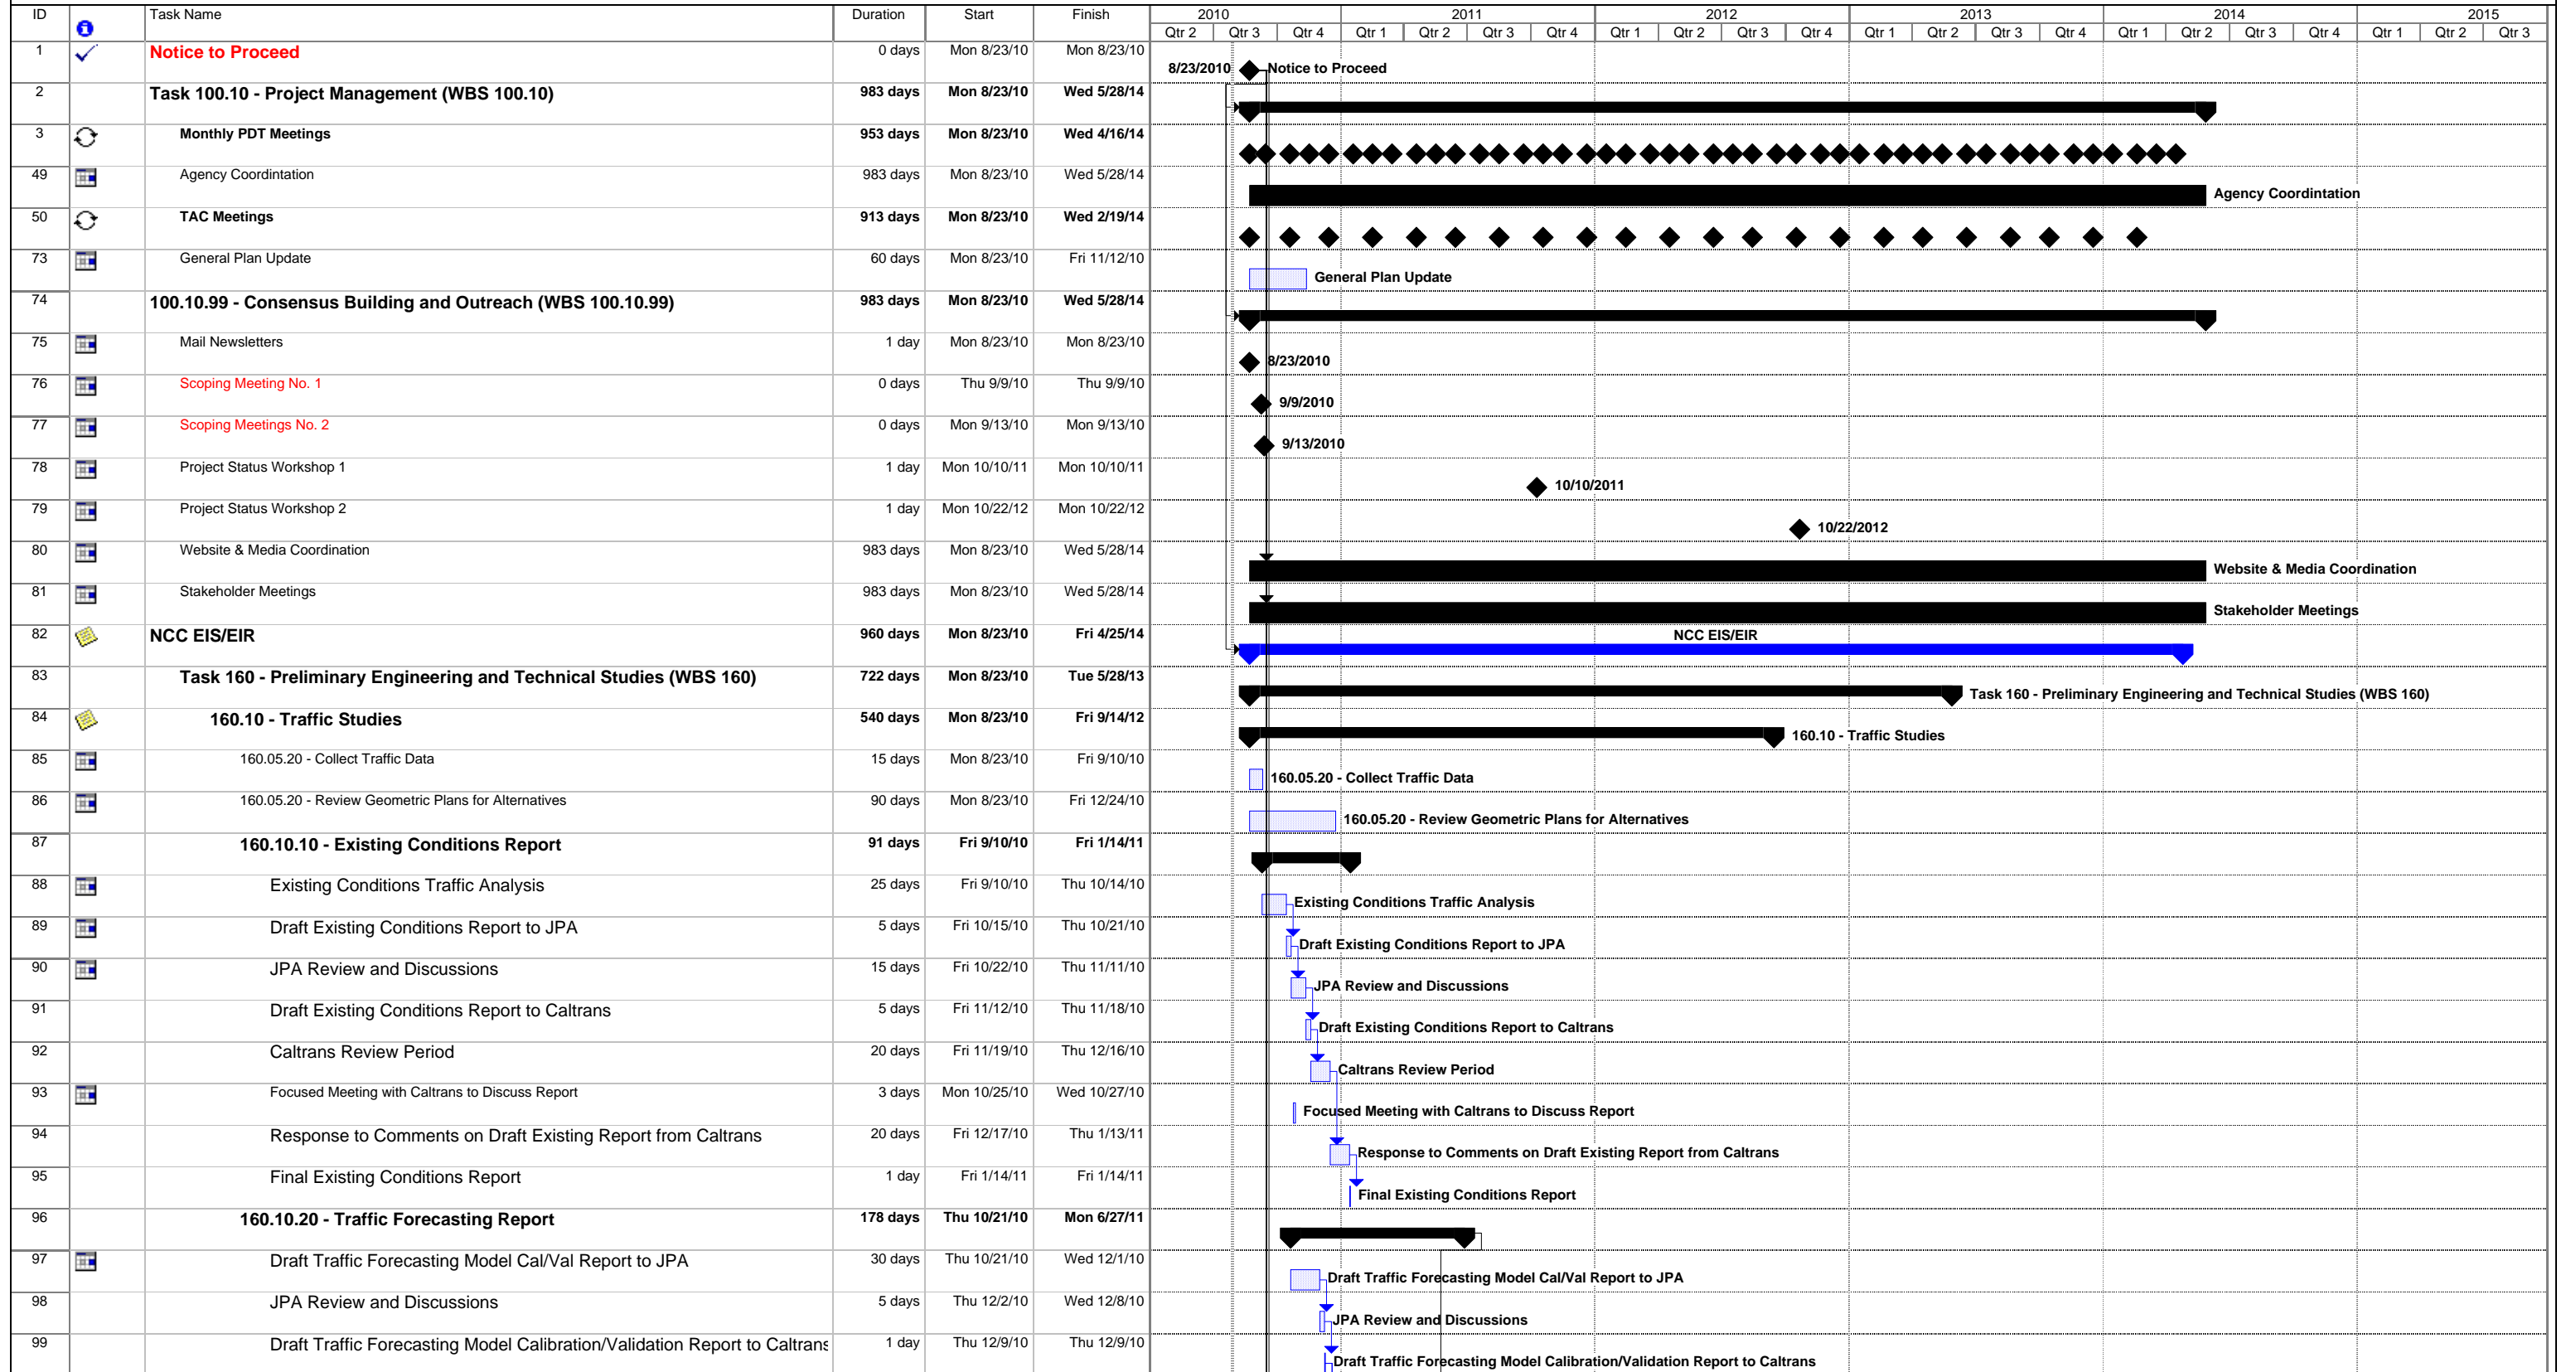 ID Task Name Duration Start Finish 2010 2011 2012 2013 2014 2015
Qtr 2 Qtr 3 Qtr 4 Qtr 1 Qtr 2 Qtr 3 Qtr 4 Qtr 1 Qtr 2 Qtr 3 Qtr 4 Qtr 1 Qtr 2 Qtr 3 Qtr 4 Qtr 1 Qtr 2 Qtr 3 Qtr 4 Qtr 1 Qtr 2 Qtr 3
1 Notice to Proceed 0 days Mon 8/23/10 Mon 8/23/10
8/23/2010 Notice to Proceed
2 Task 100.10 - Project Management (WBS 100.10) 983 days Mon 8/23/10 Wed 5/28/14
3 Monthly PDT Meetings 953 days Mon 8/23/10 Wed 4/16/14
49 Agency Coordintation 983 days Mon 8/23/10 Wed 5/28/14
Agency Coordintation
50 TAC Meetings 913 days Mon 8/23/10 Wed 2/19/14
73 General Plan Update 60 days Mon 8/23/10 Fri 11/12/10
General Plan Update
74 100.10.99 - Consensus Building and Outreach (WBS 100.10.99) 983 days Mon 8/23/10 Wed 5/28/14
75 Mail Newsletters 1 day Mon 8/23/10 Mon 8/23/10
8/23/2010
76 Scoping Meeting No. 1 0 days Thu 9/9/10 Thu 9/9/10
9/9/2010
77 Scoping Meetings No. 2 0 days Mon 9/13/10 Mon 9/13/10
9/13/2010
78 Project Status Workshop 1 1 day Mon 10/10/11 Mon 10/10/11
10/10/2011
79 Project Status Workshop 2 1 day Mon 10/22/12 Mon 10/22/12
10/22/2012
80 Website & Media Coordination 983 days Mon 8/23/10 Wed 5/28/14
Website & Media Coordination
81 Stakeholder Meetings 983 days Mon 8/23/10 Wed 5/28/14
Stakeholder Meetings
82 NCC EIS/EIR 960 days Mon 8/23/10 Fri 4/25/14
NCC EIS/EIR
83 Task 160 - Preliminary Engineering and Technical Studies (WBS 160) 722 days Mon 8/23/10 Tue 5/28/13
Task 160 - Preliminary Engineering and Technical Studies (WBS 160)
84 160.10 - Traffic Studies 540 days Mon 8/23/10 Fri 9/14/12
160.10 - Traffic Studies
85 160.05.20 - Collect Traffic Data 15 days Mon 8/23/10 Fri 9/10/10
160.05.20 - Collect Traffic Data
86 160.05.20 - Review Geometric Plans for Alternatives 90 days Mon 8/23/10 Fri 12/24/10
160.05.20 - Review Geometric Plans for Alternatives
87 160.10.10 - Existing Conditions Report 91 days Fri 9/10/10 Fri 1/14/11
88 Existing Conditions Traffic Analysis 25 days Fri 9/10/10 Thu 10/14/10
Existing Conditions Traffic Analysis
89 Draft Existing Conditions Report to JPA 5 days Fri 10/15/10 Thu 10/21/10
Draft Existing Conditions Report to JPA
90 JPA Review and Discussions 15 days Fri 10/22/10 Thu 11/11/10
JPA Review and Discussions
91 Draft Existing Conditions Report to Caltrans 5 days Fri 11/12/10 Thu 11/18/10
Draft Existing Conditions Report to Caltrans
92 Caltrans Review Period 20 days Fri 11/19/10 Thu 12/16/10
Caltrans Review Period
93 Focused Meeting with Caltrans to Discuss Report 3 days Mon 10/25/10 Wed 10/27/10
Focused Meeting with Caltrans to Discuss Report
94 Response to Comments on Draft Existing Report from Caltrans 20 days Fri 12/17/10 Thu 1/13/11
Response to Comments on Draft Existing Report from Caltrans
95 Final Existing Conditions Report 1 day Fri 1/14/11 Fri 1/14/11
Final Existing Conditions Report
96 160.10.20 - Traffic Forecasting Report 178 days Thu 10/21/10 Mon 6/27/11
97 Draft Traffic Forecasting Model Cal/Val Report to JPA 30 days Thu 10/21/10 Wed 12/1/10
Draft Traffic Forecasting Model Cal/Val Report to JPA
98 JPA Review and Discussions 5 days Thu 12/2/10 Wed 12/8/10
JPA Review and Discussions
99 Draft Traffic Forecasting Model Calibration/Validation Report to Caltrans 1 day Thu 12/9/10 Thu 12/9/10
Draft Traffic Forecasting Model Calibration/Validation Report to Caltrans